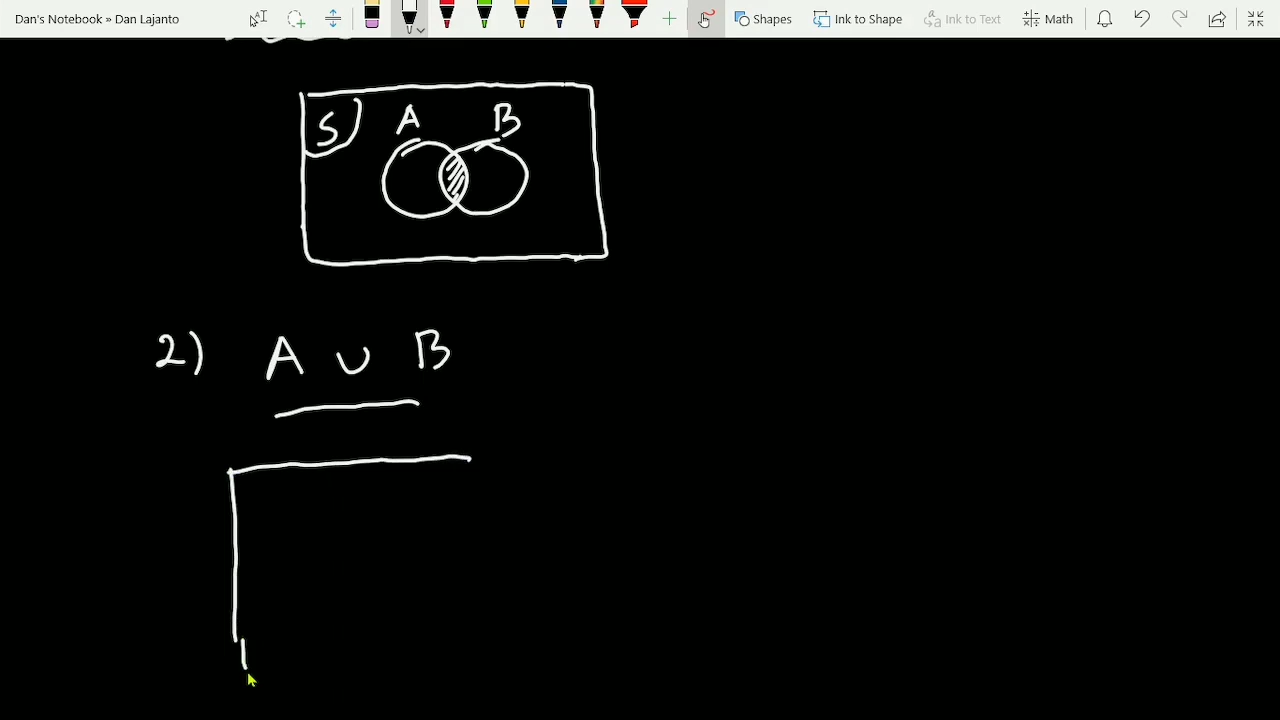 Dan's Notebook » Dan Lajanto
Shapes
Ink to Shape
Ink to Text
Math
S
A B
2) A ∪ B